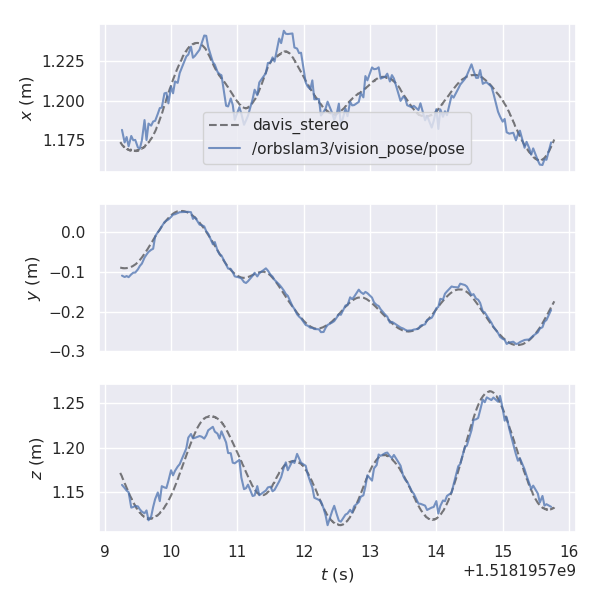 1.225
1.200
1.175
x (m)
davis_stereo
/orbslam3/vision_pose/pose
0.0
−0.1
−0.2
−0.3
y (m)
1.25
1.20
1.15
z (m)
9 10 11 12 13 14 15 16
t (s)
+1.5181957e9